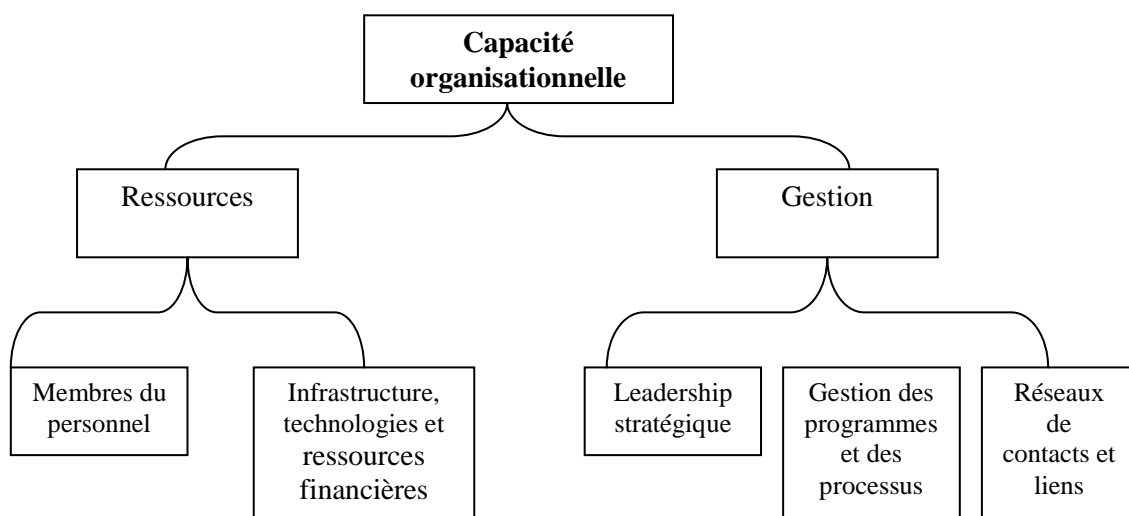 Capacité
organisationnelle
Ressources
Gestion
Membres du
personnel
Infrastructure,
technologies et
ressources
financières
Leadership
stratégique
Gestion des
programmes
et des
processus
Réseaux
de
contacts et
liens